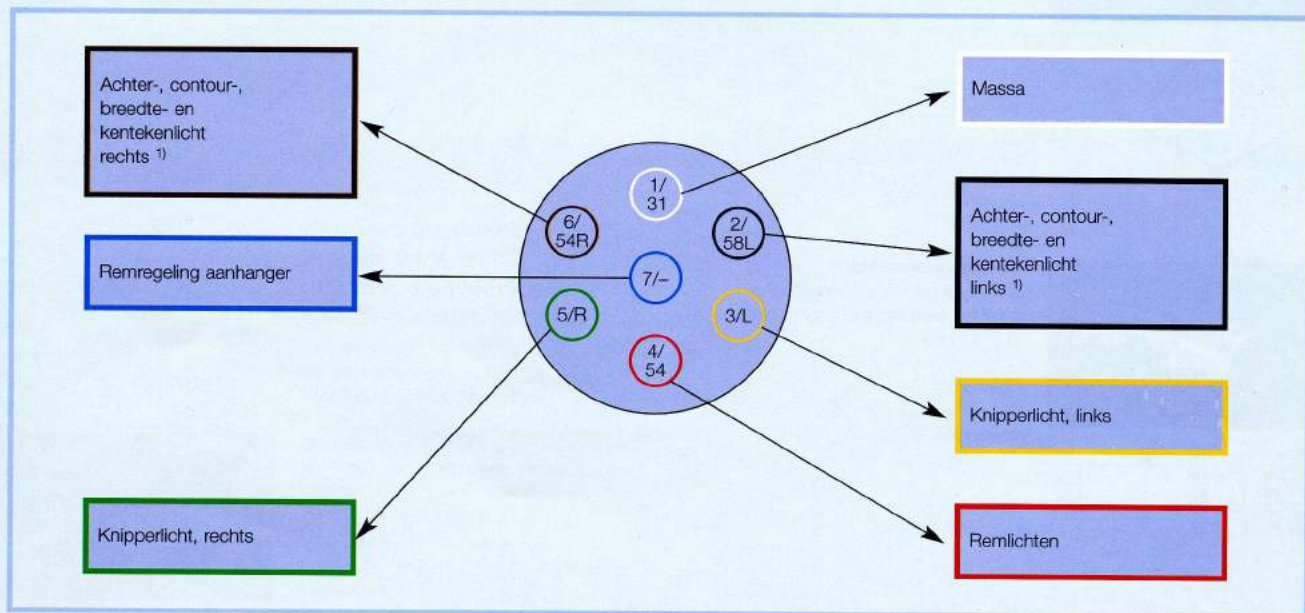 Achter-, contour-,
breedte- en
kentekenlicht
rechts 1)
Remregeling aanhanger
Knipperlicht, rechts
1/
31
6/
54R
2/
58L
7/–
5/R
3/L
4/
54
Massa
Achter-, contour-,
breedte- en
kentekenlicht
links 1)
Knipperlicht, links
Remlichten